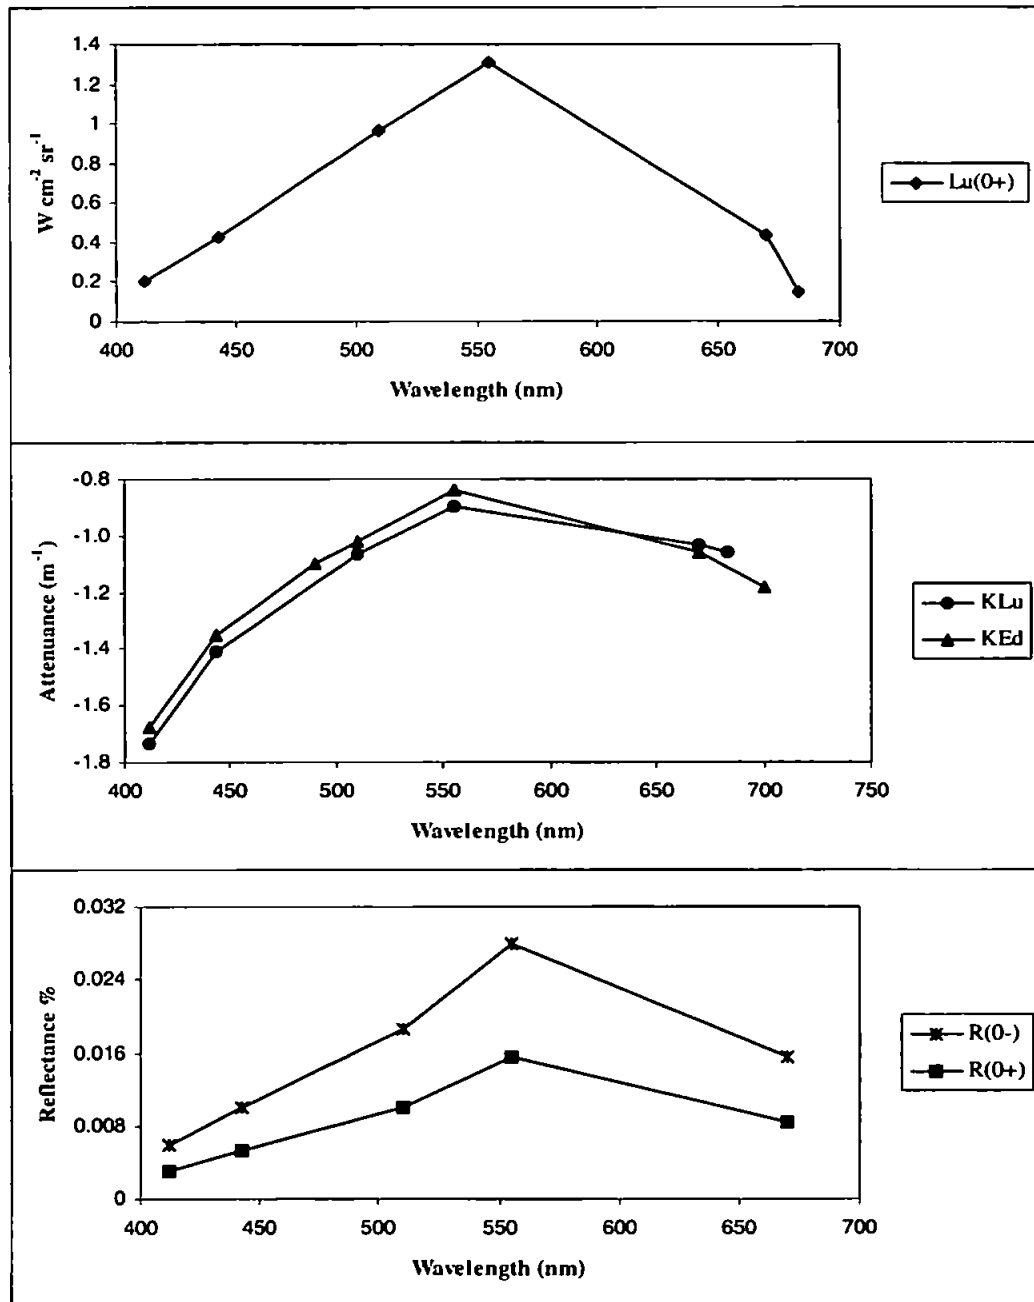 1.4
1.2
1
0.8
0.6
0.4
0.2
0
W cm-2 sr-1
400 450 500 550 600 650 700
Wavelength (nm)
Lu(0+)
-0.8
-1.0
-1.2
-1.4
-1.6
-1.8
Attenuance (m-1)
400 450 500 550 600 650 700 750
Wavelength (nm)
KLu
KEd
0.032
0.024
0.016
0.008
0
Reflectance %
400 450 500 550 600 650 700
Wavelength (nm)
R(0-)
R(0+)